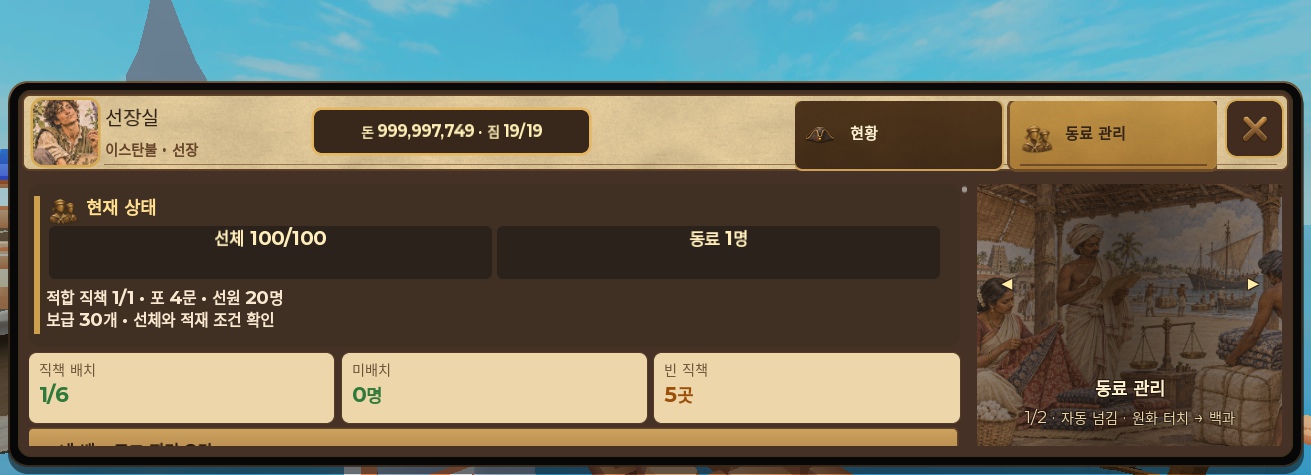 선장실
이스탄불 • 선장
돈 999,997,749 · 짐 19/19
현황
동료 관리
현재 상태
선체 100/100
동료 1명
적합 직책 1/1 • 포 4문 • 선원 20명
보급 30개 • 선체와 적재 조건 확인
직책 배치
1/6
미배치
0명
빈 직책
5곳
동료 관리
1/2 · 자동 넘김 · 원화 터치 → 백과